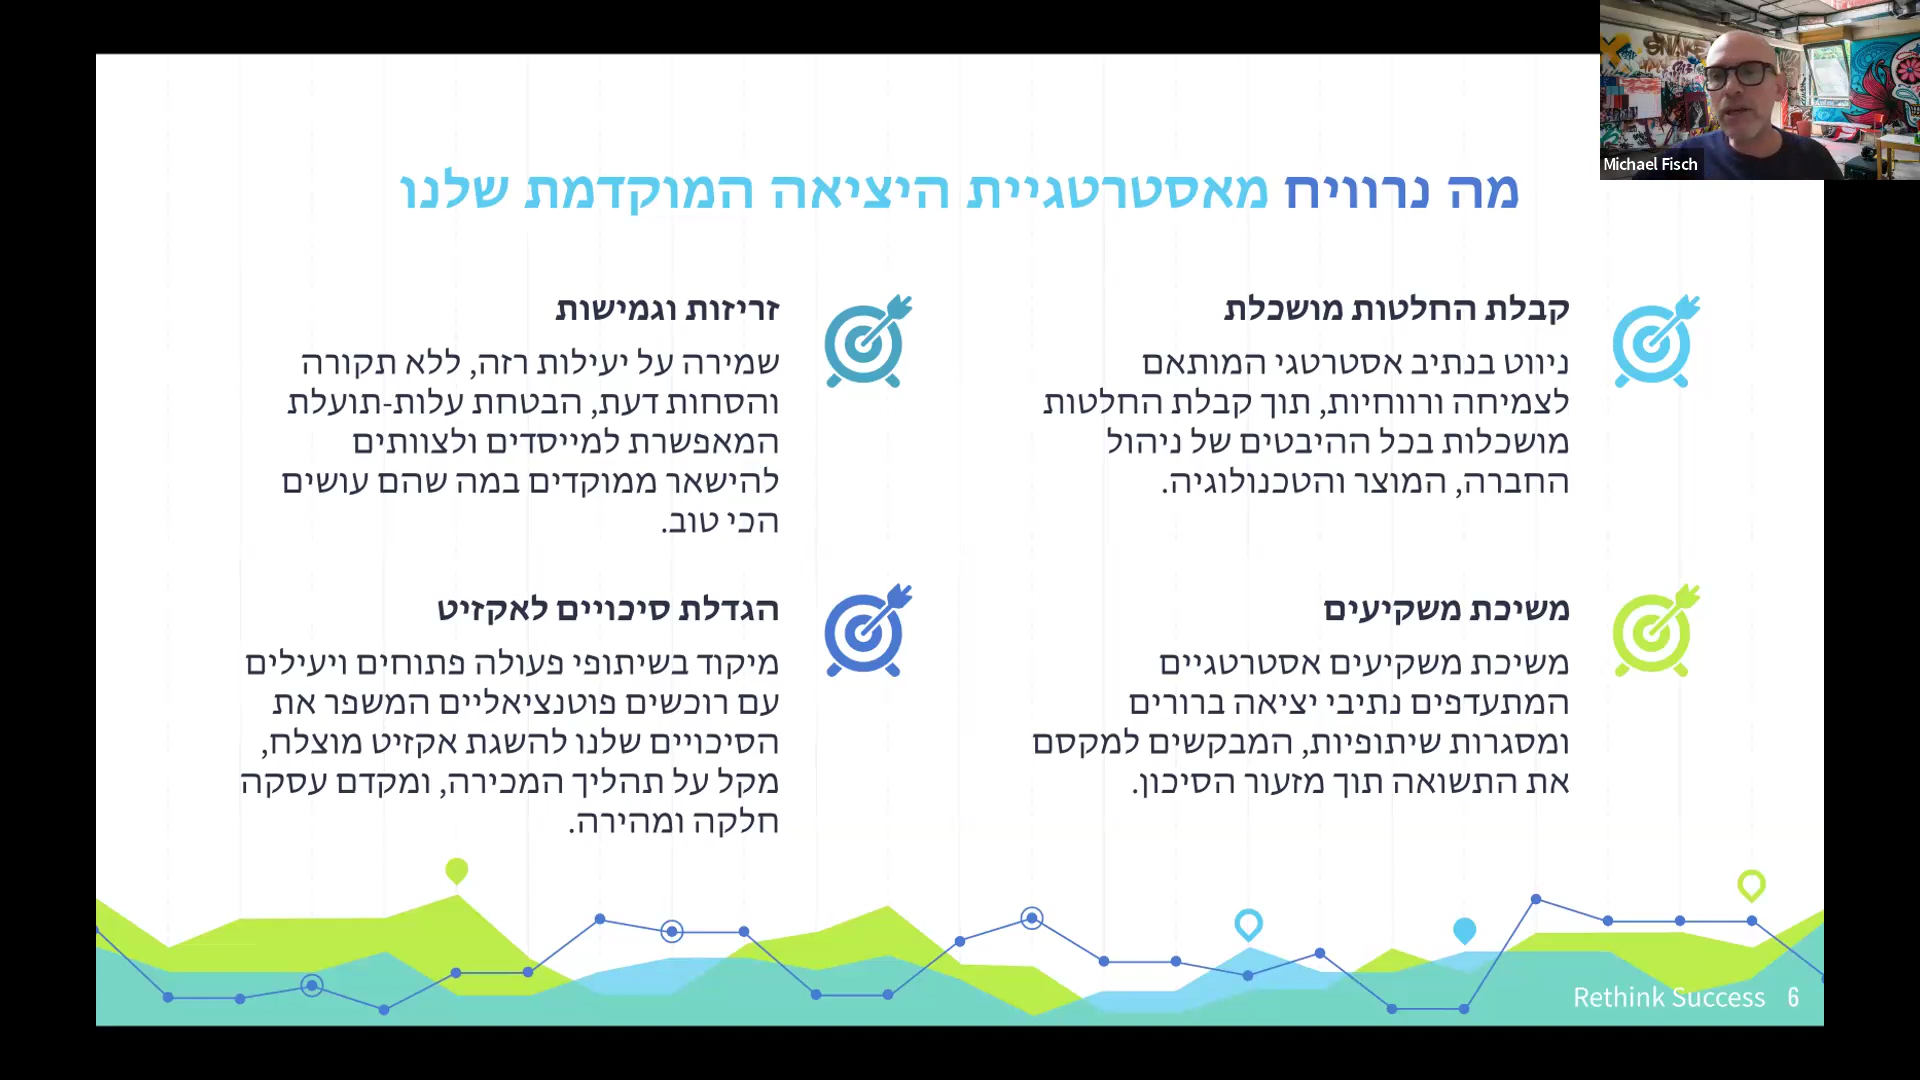 Michael Fisch
מה נרוויח מאסטרטגיית היציאה המוקדמת שלנו
קבלת החלטות מושכלת
ניווט בנתיב אסטרטגי המותאם
לצמיחה ורווחיות, תוך קבלת החלטות
מושכלות בכל ההיבטים של ניהול
החברה, המוצר והטכנולוגיה.
זריזות וגמישות
שמירה על יעילות רזה, ללא תקורה
והסחות דעת, הבטחת עלות-תועלת
המאפשרת למייסדים ולצוותים
להישאר ממוקדים במה שהם עושים
הכי טוב.
משיכת משקיעים
משיכת משקיעים אסטרטגיים
המתעדפים נתיבי יציאה ברורים
ומסגרות שיתופיות, המבקשים למקסם
את התשואה תוך מזעור הסיכון.
הגדלת סיכויים לאקזיט
מיקוד בשיתופי פעולה פתוחים ויעילים
עם רוכשים פוטנציאליים המשפר את
הסיכויים שלנו להשגת אקזיט מוצלח,
מקל על תהליך המכירה, ומקדם עסקה
חלקה ומהירה.
Rethink Success 6